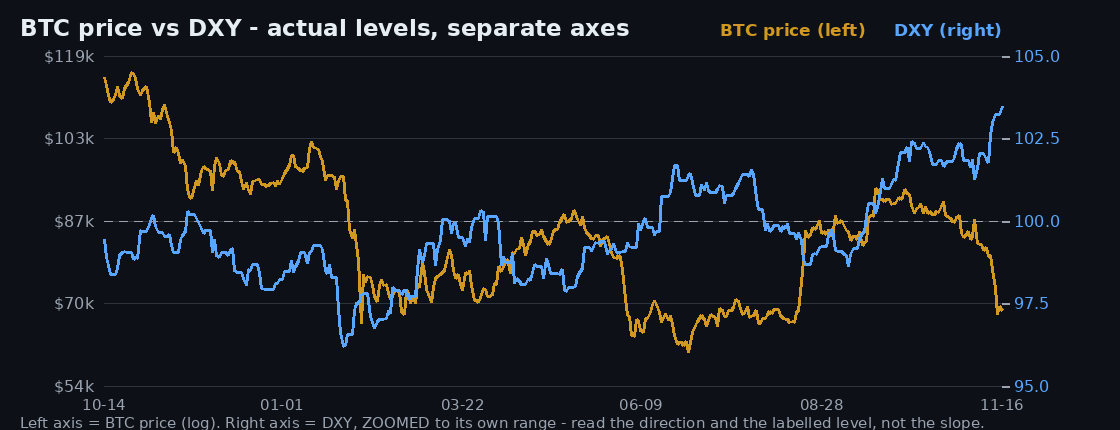 BTC price vs DXY - actual levels, separate axes
BTC price (left) DXY (right)
$119k 105.0
$103k 102.5
$87k 100.0
$70k 97.5
$54k 95.0
10-14 01-01 03-22 06-09 08-28 11-16
Left axis = BTC price (log). Right axis = DXY, ZOOMED to its own range - read the direction and the labelled level, not the slope.